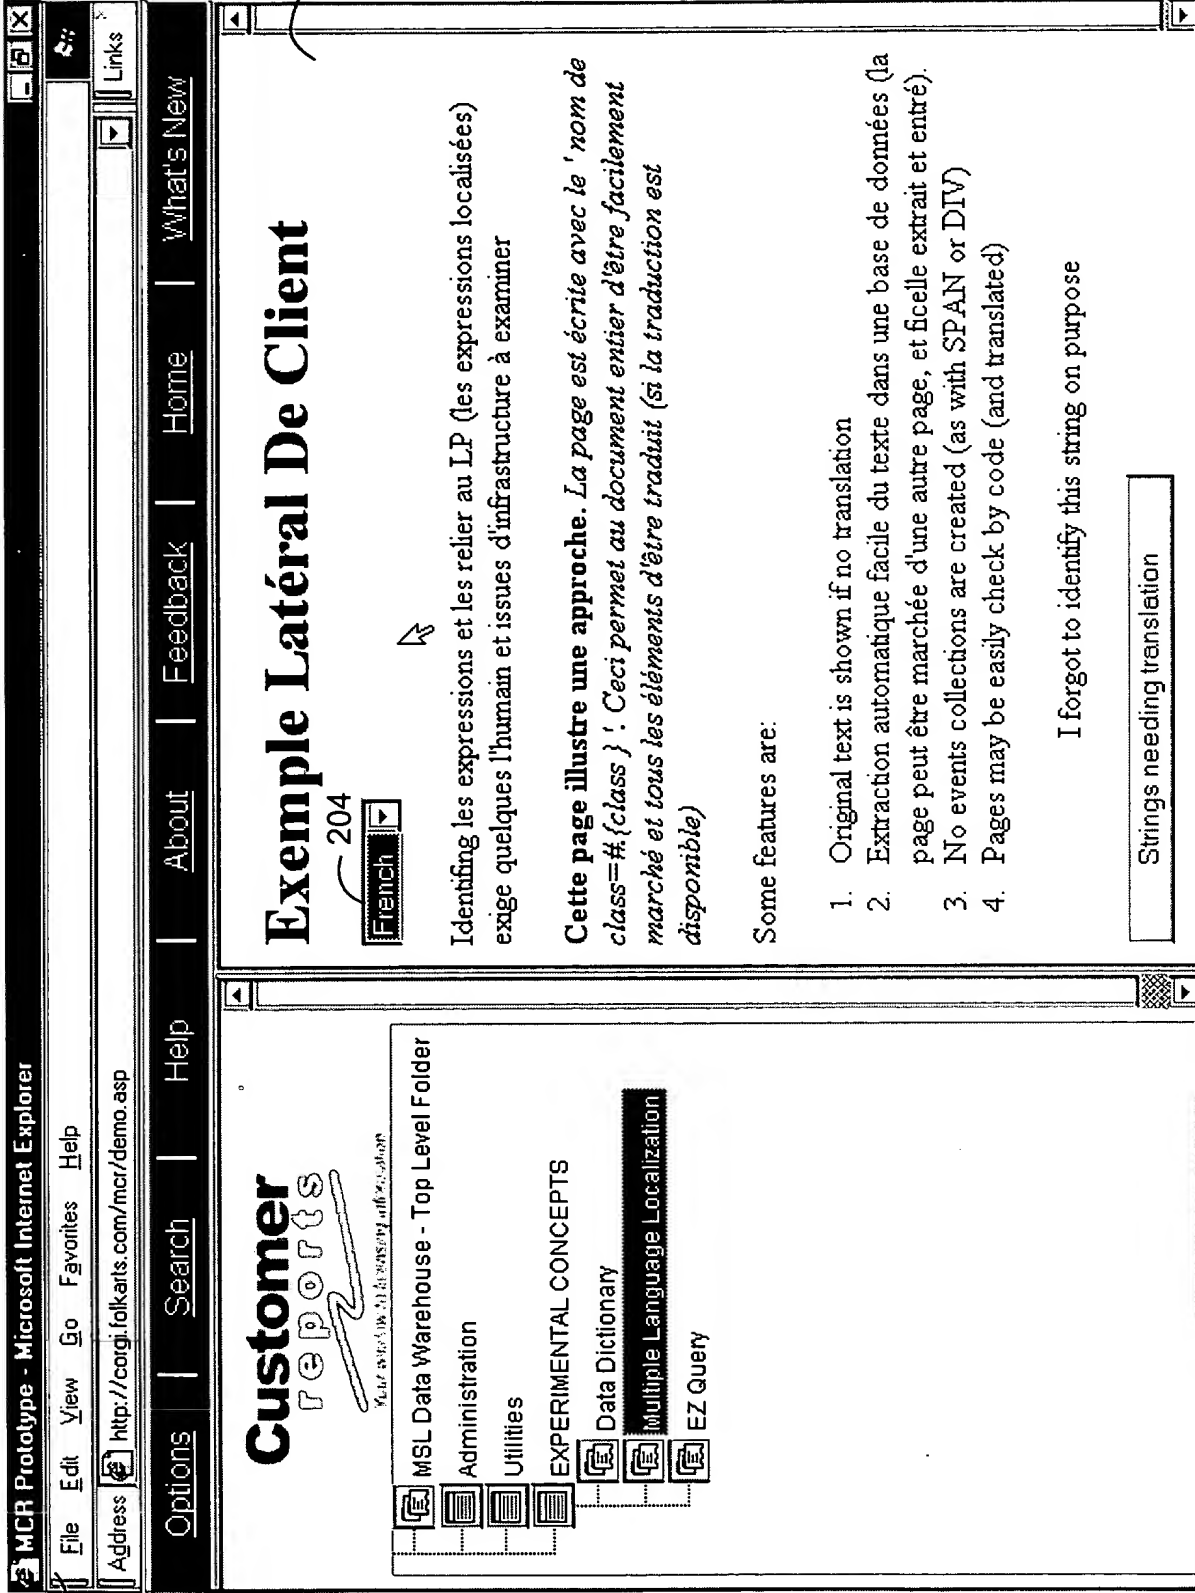 MCR Prototype - Microsoft Internet Explorer
File Edit View Go Favorites Help
Address http://corgi.folkarts.com/mcr/demo.asp Links
Options | Search | Help | About | Feedback | Home | What's New
Customer
reports
MSL Data Warehouse - Top Level Folder
Administration
Utilities
EXPERIMENTAL CONCEPTS
Data Dictionary
Multiple Language Localization
EZ Query
Exemple Latéral De Client
204
French
Identifing les expressions et les relier au LP (les expressions localisées)
exige quelques l'humain et issues d'infrastructure à examiner
Cette page illustre une approche. La page est écrite avec le ' nom de
class=#{class } '. Ceci permet au document entier d'être facilement
marché et tous les éléments d'être traduit (si la traduction est
disponible)
Some features are:
1. Original text is shown if no translation
2. Extraction automatique facile du texte dans une base de données (la
page peut être marchée d'une autre page, et ficelle extrait et entré).
3. No events collections are created (as with SPAN or DIV)
4. Pages may be easily check by code (and translated)
I forgot to identify this string on purpose
Strings needing translation